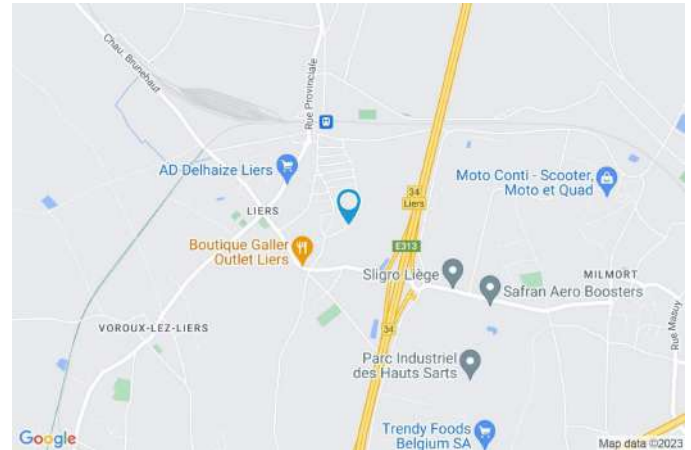 Chau. Brunehaut
Rue Provinciale
AD Delhaize Liers
34
Liers
Moto Conti - Scooter,
Moto et Quad
LIERS
E313
Boutique Galler
Outlet Liers
Sligro Liège
MILMORT
Safran Aero Boosters
VOROUX-LEZ-LIERS
34
Rue Masuy
Parc Industriel
des Hauts Sarts
Trendy Foods
Belgium SA
Google
Map data ©2023